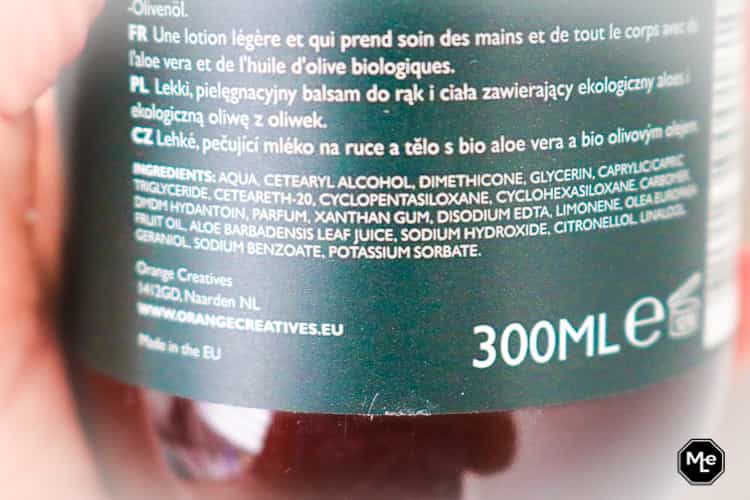 -Olivenöl.
FR Une lotion légère et qui prend soin des mains et de tout le corps avec de
l'aloe vera et de l'huile d'olive biologiques.
PL Lekki, pielęgnacyjny balsam do rąk i ciała zawierający ekologiczny aloes i
ekologiczną oliwę z oliwek.
CZ Lehké, pečující mléko na ruce a tělo s bio aloe vera a bio olivovým olejem.
INGREDIENTS: AQUA, CETEARYL ALCOHOL, DIMETHICONE, GLYCERIN, CAPRYLIC/CAPRIC
TRIGLYCERIDE, CETEARETH-20, CYCLOPENTASILOXANE, CYCLOHEXASILOXANE, CARBOMER,
DMDM HYDANTOIN, PARFUM, XANTHAN GUM, DISODIUM EDTA, LIMONENE, OLEA EUROPAEA
FRUIT OIL, ALOE BARBADENSIS LEAF JUICE, SODIUM HYDROXIDE, CITRONELLOL, LINALOOL,
GERANIOL, SODIUM BENZOATE, POTASSIUM SORBATE.
Orange Creatives
1412GD, Naarden NL
WWW.ORANGECREATIVES.EU
Made in the EU
300ML e
MLe